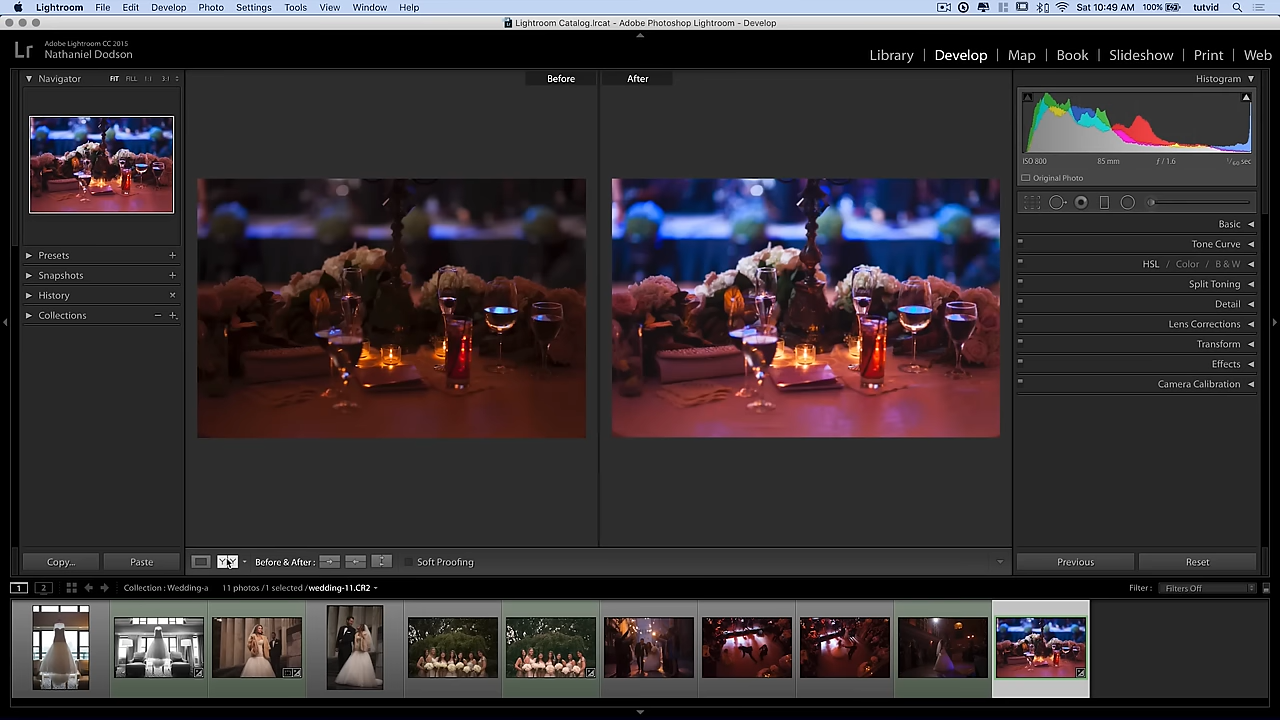 Lightroom File Edit Develop Photo Settings Tools View Window Help 100% Sat 10:49 AM tutvid
Lightroom Catalog.lrcat - Adobe Photoshop Lightroom - Develop
Lr Adobe Lightroom CC 2015
Nathaniel Dodson
Library | Develop | Map | Book | Slideshow | Print | Web
Navigator FIT FILL 1:1 3:1
Before After
Histogram
ISO 800 85 mm ƒ / 1.6 1/60 sec
Original Photo
Basic
Tone Curve
HSL / Color / B & W
Split Toning
Detail
Lens Corrections
Transform
Effects
Camera Calibration
Presets +
Snapshots +
History ×
Collections − +
Copy... Paste
Y Y Before & After : Soft Proofing
Previous Reset
1 2 Collection : Wedding-a 11 photos / 1 selected / wedding-11.CR2 Filter : Filters Off